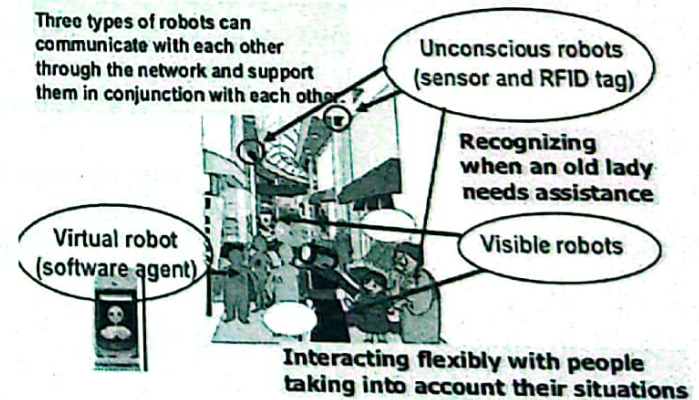 Three types of robots can
communicate with each other
through the network and support
them in conjunction with each other.
Unconscious robots
(sensor and RFID tag)
Recognizing
when an old lady
needs assistance
Virtual robot
(software agent)
Visible robots
Interacting flexibly with people
taking into account their situations